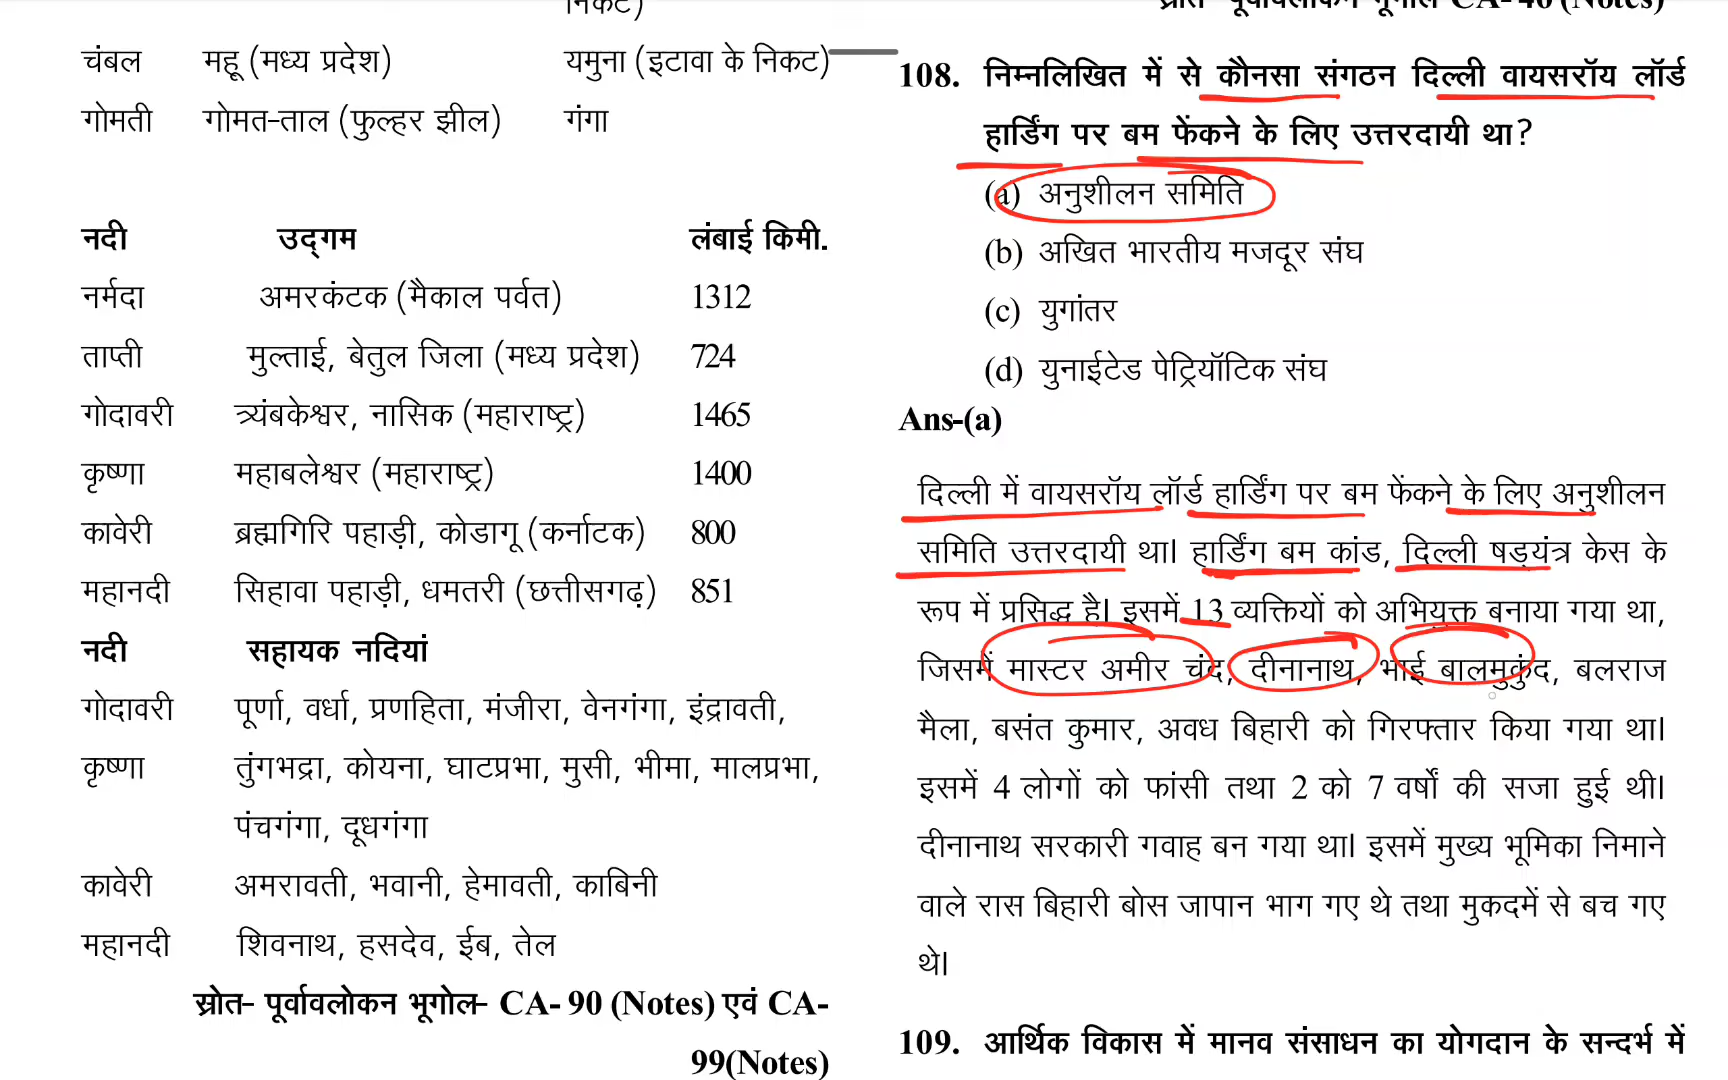 निकट)
चंबल महू (मध्य प्रदेश) यमुना (इटावा के निकट)
गोमती गोमत-ताल (फुल्हर झील) गंगा
नदी उद्गम लंबाई किमी.
नर्मदा अमरकंटक (मैकाल पर्वत) 1312
ताप्ती मुल्ताई, बेतुल जिला (मध्य प्रदेश) 724
गोदावरी त्र्यंबकेश्वर, नासिक (महाराष्ट्र) 1465
कृष्णा महाबलेश्वर (महाराष्ट्र) 1400
कावेरी ब्रह्मगिरि पहाड़ी, कोडागू (कर्नाटक) 800
महानदी सिहावा पहाड़ी, धमतरी (छत्तीसगढ़) 851
नदी सहायक नदियां
गोदावरी पूर्णा, वर्धा, प्रणहिता, मंजीरा, वेनगंगा, इंद्रावती,
कृष्णा तुंगभद्रा, कोयना, घाटप्रभा, मुसी, भीमा, मालप्रभा,
पंचगंगा, दूधगंगा
कावेरी अमरावती, भवानी, हेमावती, काबिनी
महानदी शिवनाथ, हसदेव, ईब, तेल
स्रोत- पूर्वावलोकन भूगोल- CA- 90 (Notes) एवं CA-
99(Notes)
स्रोत- पूर्वावलोकन भूगोल CA- 46 (Notes)
108. निम्नलिखित में से कौनसा संगठन दिल्ली वायसरॉय लॉर्ड
हार्डिंग पर बम फेंकने के लिए उत्तरदायी था?
(a) अनुशीलन समिति
(b) अखित भारतीय मजदूर संघ
(c) युगांतर
(d) युनाईटेड पेट्रियॉटिक संघ
Ans-(a)
दिल्ली में वायसरॉय लॉर्ड हार्डिंग पर बम फेंकने के लिए अनुशीलन
समिति उत्तरदायी था। हार्डिंग बम कांड, दिल्ली षड्यंत्र केस के
रूप में प्रसिद्ध है। इसमें 13 व्यक्तियों को अभियुक्त बनाया गया था,
जिसमें मास्टर अमीर चंद, दीनानाथ, भाई बालमुकुंद, बलराज
मैला, बसंत कुमार, अवध बिहारी को गिरफ्तार किया गया था।
इसमें 4 लोगों को फांसी तथा 2 को 7 वर्षों की सजा हुई थी।
दीनानाथ सरकारी गवाह बन गया था। इसमें मुख्य भूमिका निमाने
वाले रास बिहारी बोस जापान भाग गए थे तथा मुकदमें से बच गए
थे।
109. आर्थिक विकास में मानव संसाधन का योगदान के सन्दर्भ में